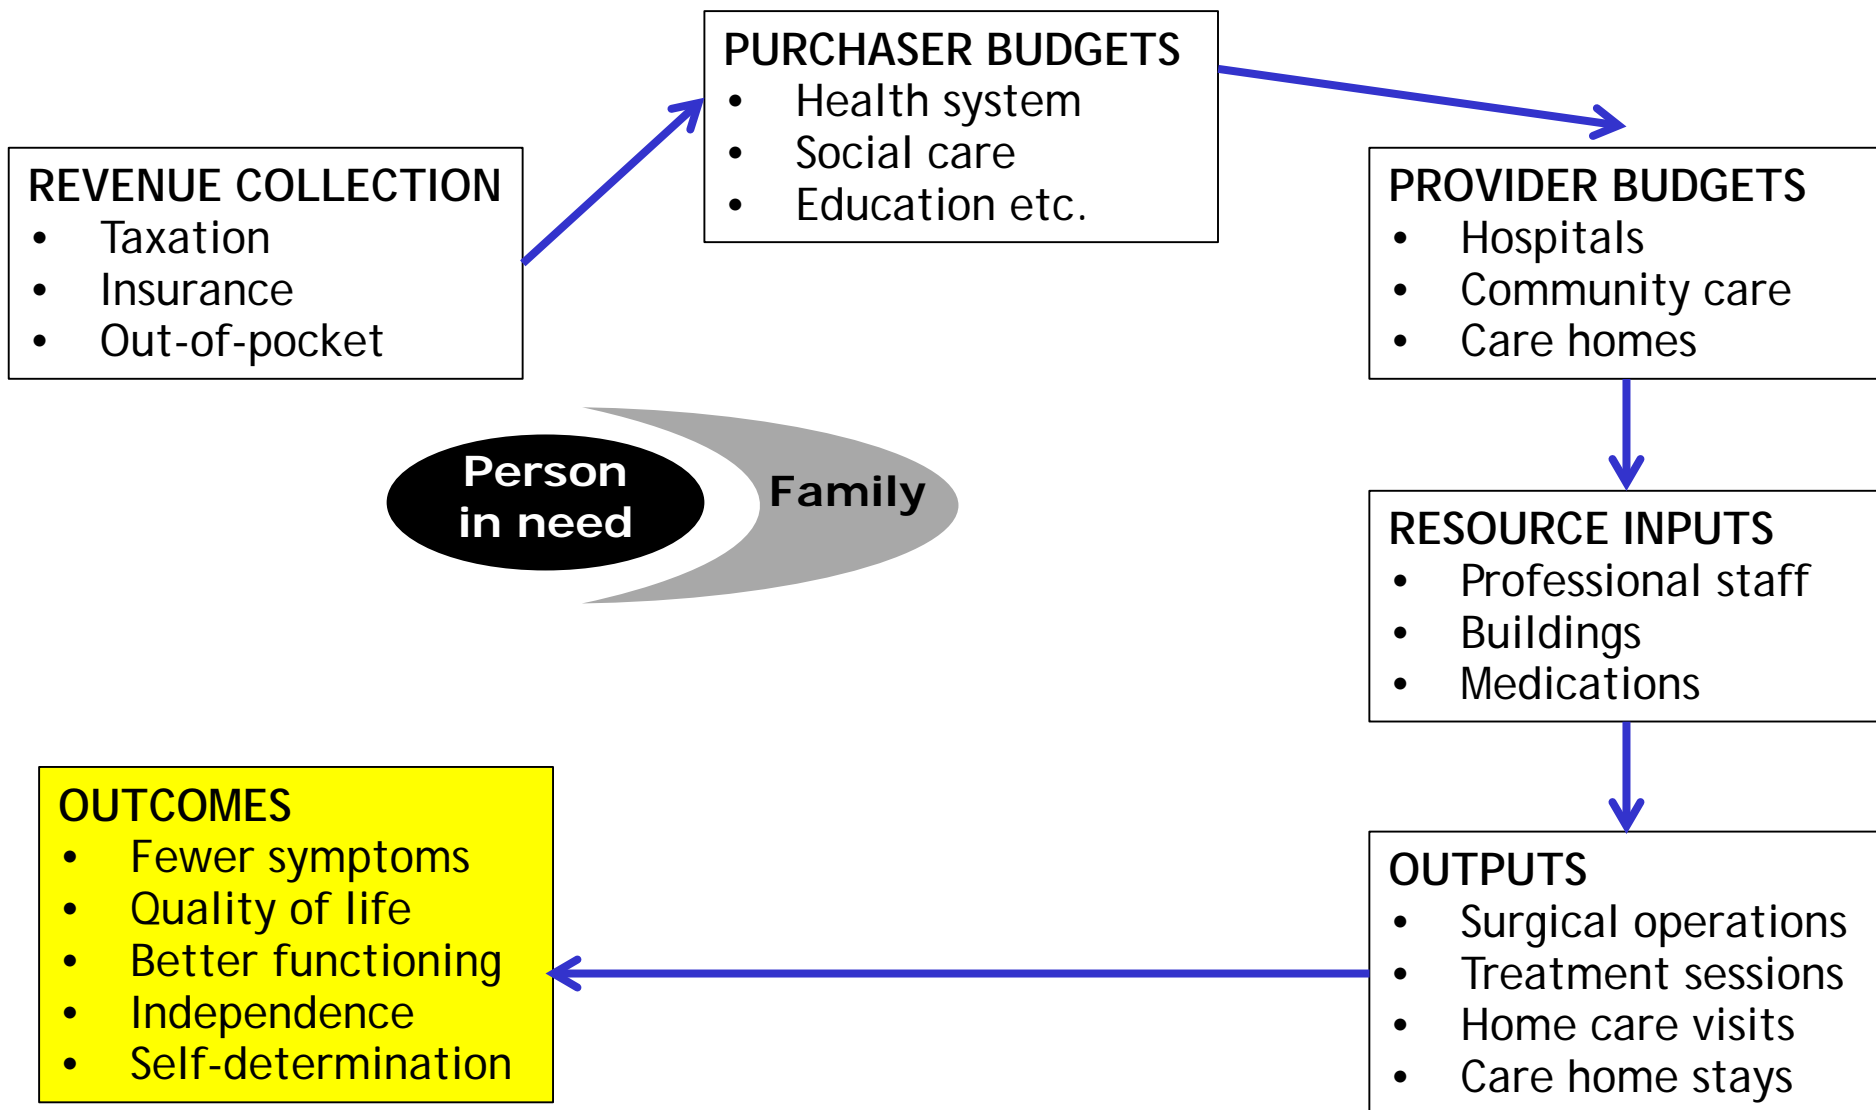 PURCHASER BUDGETS
• Health system
• Social care
• Education etc.
REVENUE COLLECTION
• Taxation
• Insurance
• Out-of-pocket
PROVIDER BUDGETS
• Hospitals
• Community care
• Care homes
Person
in need
Family
RESOURCE INPUTS
• Professional staff
• Buildings
• Medications
OUTCOMES
• Fewer symptoms
• Quality of life
• Better functioning
• Independence
• Self-determination
OUTPUTS
• Surgical operations
• Treatment sessions
• Home care visits
• Care home stays